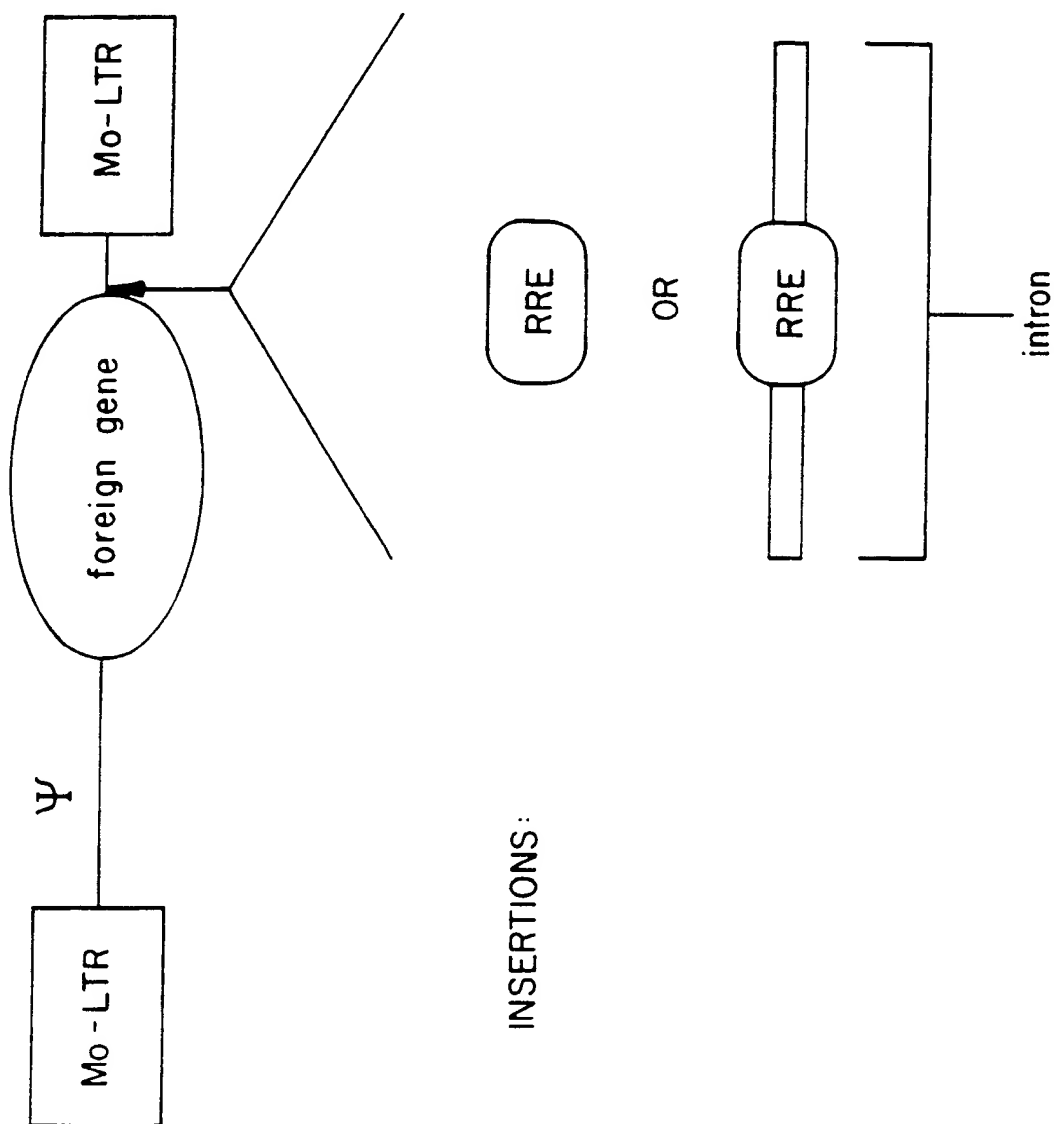 Mo-LTR
Ψ
foreign gene
Mo-LTR
INSERTIONS:
RRE
OR
RRE
intron